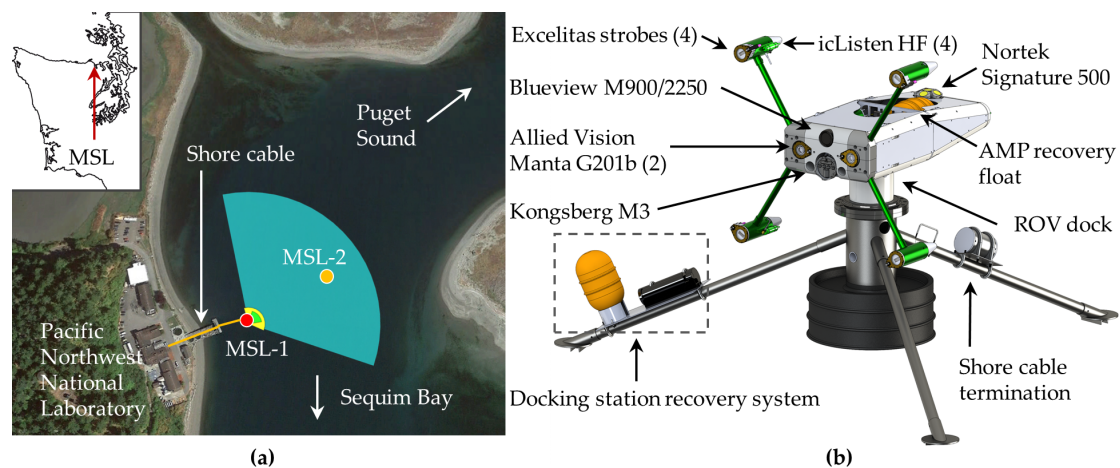 MSL
Shore cable
Puget
Sound
MSL-2
MSL-1
Pacific
Northwest
National
Laboratory
Sequim Bay
(a)
Excelitas strobes (4)
icListen HF (4)
Nortek
Signature 500
Blueview M900/2250
Allied Vision
Manta G201b (2)
AMP recovery
float
Kongsberg M3
ROV dock
Docking station recovery system
Shore cable
termination
(b)